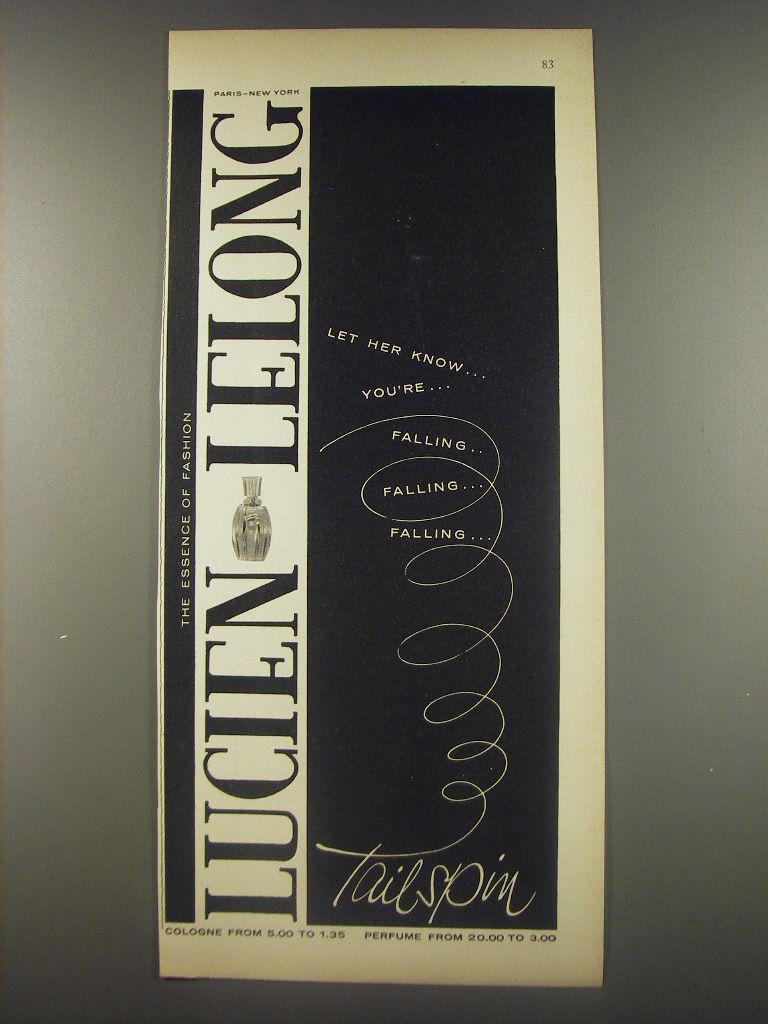 83
PARIS—NEW YORK
LUCIEN LELONG
THE ESSENCE OF FASHION
LET HER KNOW...
YOU'RE...
FALLING..
FALLING...
FALLING...
Tailspin
COLOGNE FROM 5.00 TO 1.35 PERFUME FROM 20.00 TO 3.00